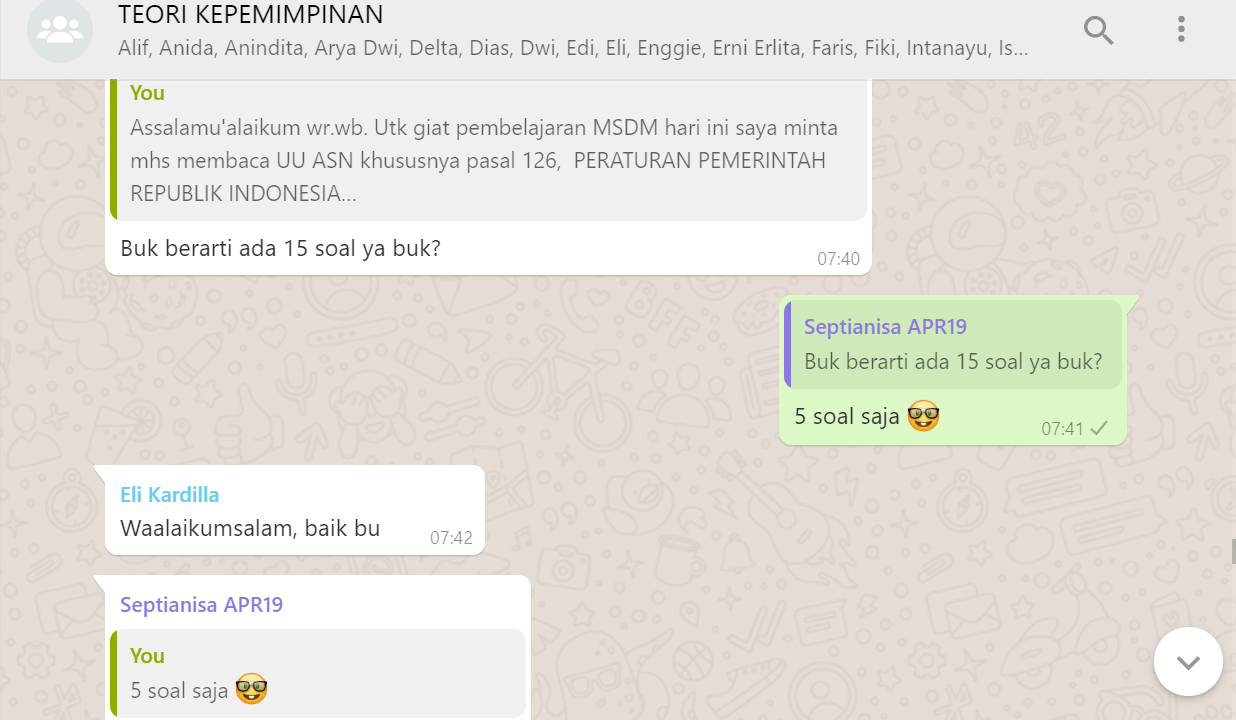 TEORI KEPEMIMPINAN
Alif, Anida, Anindita, Arya Dwi, Delta, Dias, Dwi, Edi, Eli, Enggie, Erni Erlita, Faris, Fiki, Intanayu, Is...
You
Assalamu'alaikum wr.wb. Utk giat pembelajaran MSDM hari ini saya minta
mhs membaca UU ASN khususnya pasal 126,  PERATURAN PEMERINTAH
REPUBLIK INDONESIA...
Buk berarti ada 15 soal ya buk?
07:40
Septianisa APR19
Buk berarti ada 15 soal ya buk?
5 soal saja 🤓
07:41
Eli Kardilla
Waalaikumsalam, baik bu
07:42
Septianisa APR19
You
5 soal saja 🤓